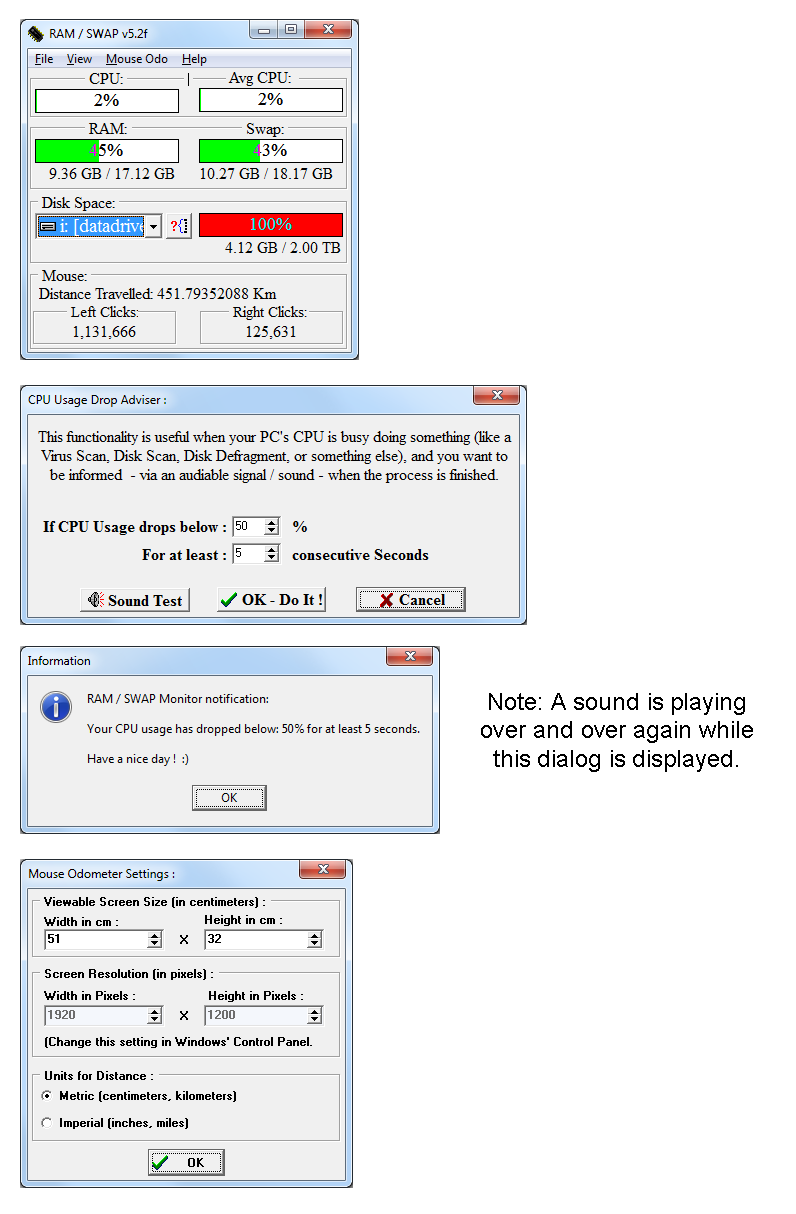 RAM / SWAP v5.2f
File View Mouse Odo Help
CPU: | Avg CPU:
2% 2%
RAM: Swap:
45% 43%
9.36 GB / 17.12 GB 10.27 GB / 18.17 GB
Disk Space:
i: [datadrive ?{} 100%
4.12 GB / 2.00 TB
Mouse:
Distance Travelled: 451.79352088 Km
Left Clicks: Right Clicks:
1,131,666 125,631
CPU Usage Drop Adviser :
This functionality is useful when your PC's CPU is busy doing something (like a
Virus Scan, Disk Scan, Disk Defragment, or something else), and you want to
be informed - via an audiable signal / sound - when the process is finished.
If CPU Usage drops below : 50 %
For at least : 5 consecutive Seconds
Sound Test OK - Do It ! Cancel
Information
RAM / SWAP Monitor notification:
Your CPU usage has dropped below: 50% for at least 5 seconds.
Have a nice day ! :)
OK
Note: A sound is playing
over and over again while
this dialog is displayed.
Mouse Odometer Settings :
Viewable Screen Size (in centimeters) :
Width in cm : Height in cm :
51 X 32
Screen Resolution (in pixels) :
Width in Pixels : Height in Pixels :
1920 X 1200
(Change this setting in Windows' Control Panel.
Units for Distance :
Metric (centimeters, kilometers)
Imperial (inches, miles)
OK